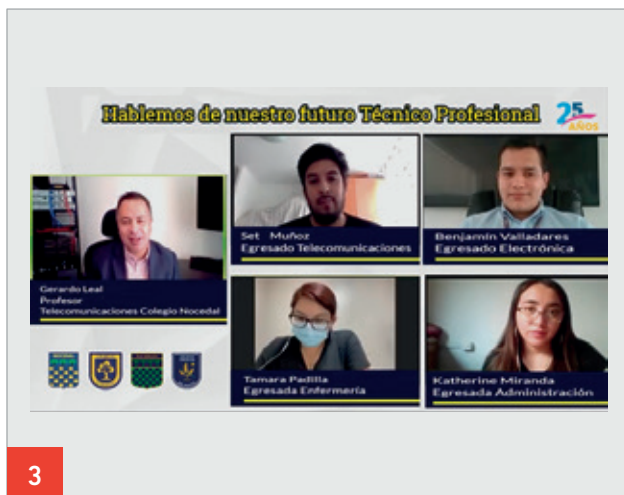 Hablemos de nuestro futuro Técnico Profesional
25
AÑOS
Gerardo Leal
Profesor
Telecomunicaciones Colegio Nocedal
Set Muñoz
Egresado Telecomunicaciones
Benjamín Valladares
Egresado Electrónica
Tamara Padilla
Egresada Enfermería
Katherine Miranda
Egresada Administración
3